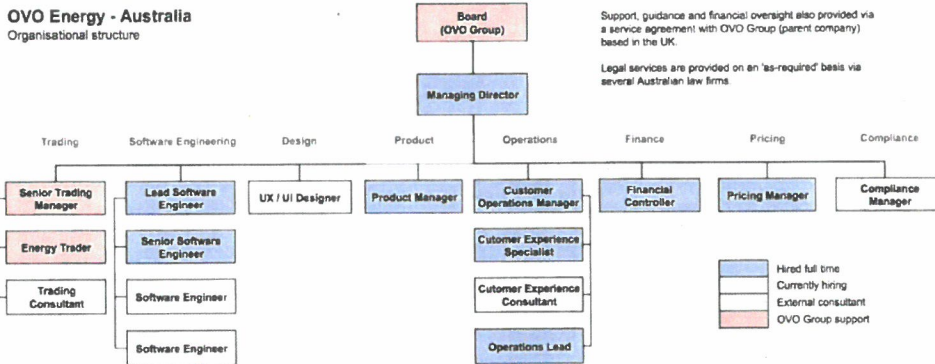 OVO Energy - Australia
Organisational structure
Board
(OVO Group)
Support, guidance and financial oversight also provided via
a service agreement with OVO Group (parent company)
based in the UK.
Legal services are provided on an 'as-required' basis via
several Australian law firms
Managing Director
Trading
Software Engineering
Design
Product
Operations
Finance
Pricing
Compliance
Senior Trading
Manager
Lead Software
Engineer
UX / UI Designer
Product Manager
Customer
Operations Manager
Financial
Controller
Pricing Manager
Compliance
Manager
Energy Trader
Senior Software
Engineer
Cutomer Experience
Specialist
Trading
Consultant
Software Engineer
Cutomer Experience
Consultant
Software Engineer
Operations Lead
Hired full time
Currently hiring
External consultant
OVO Group support